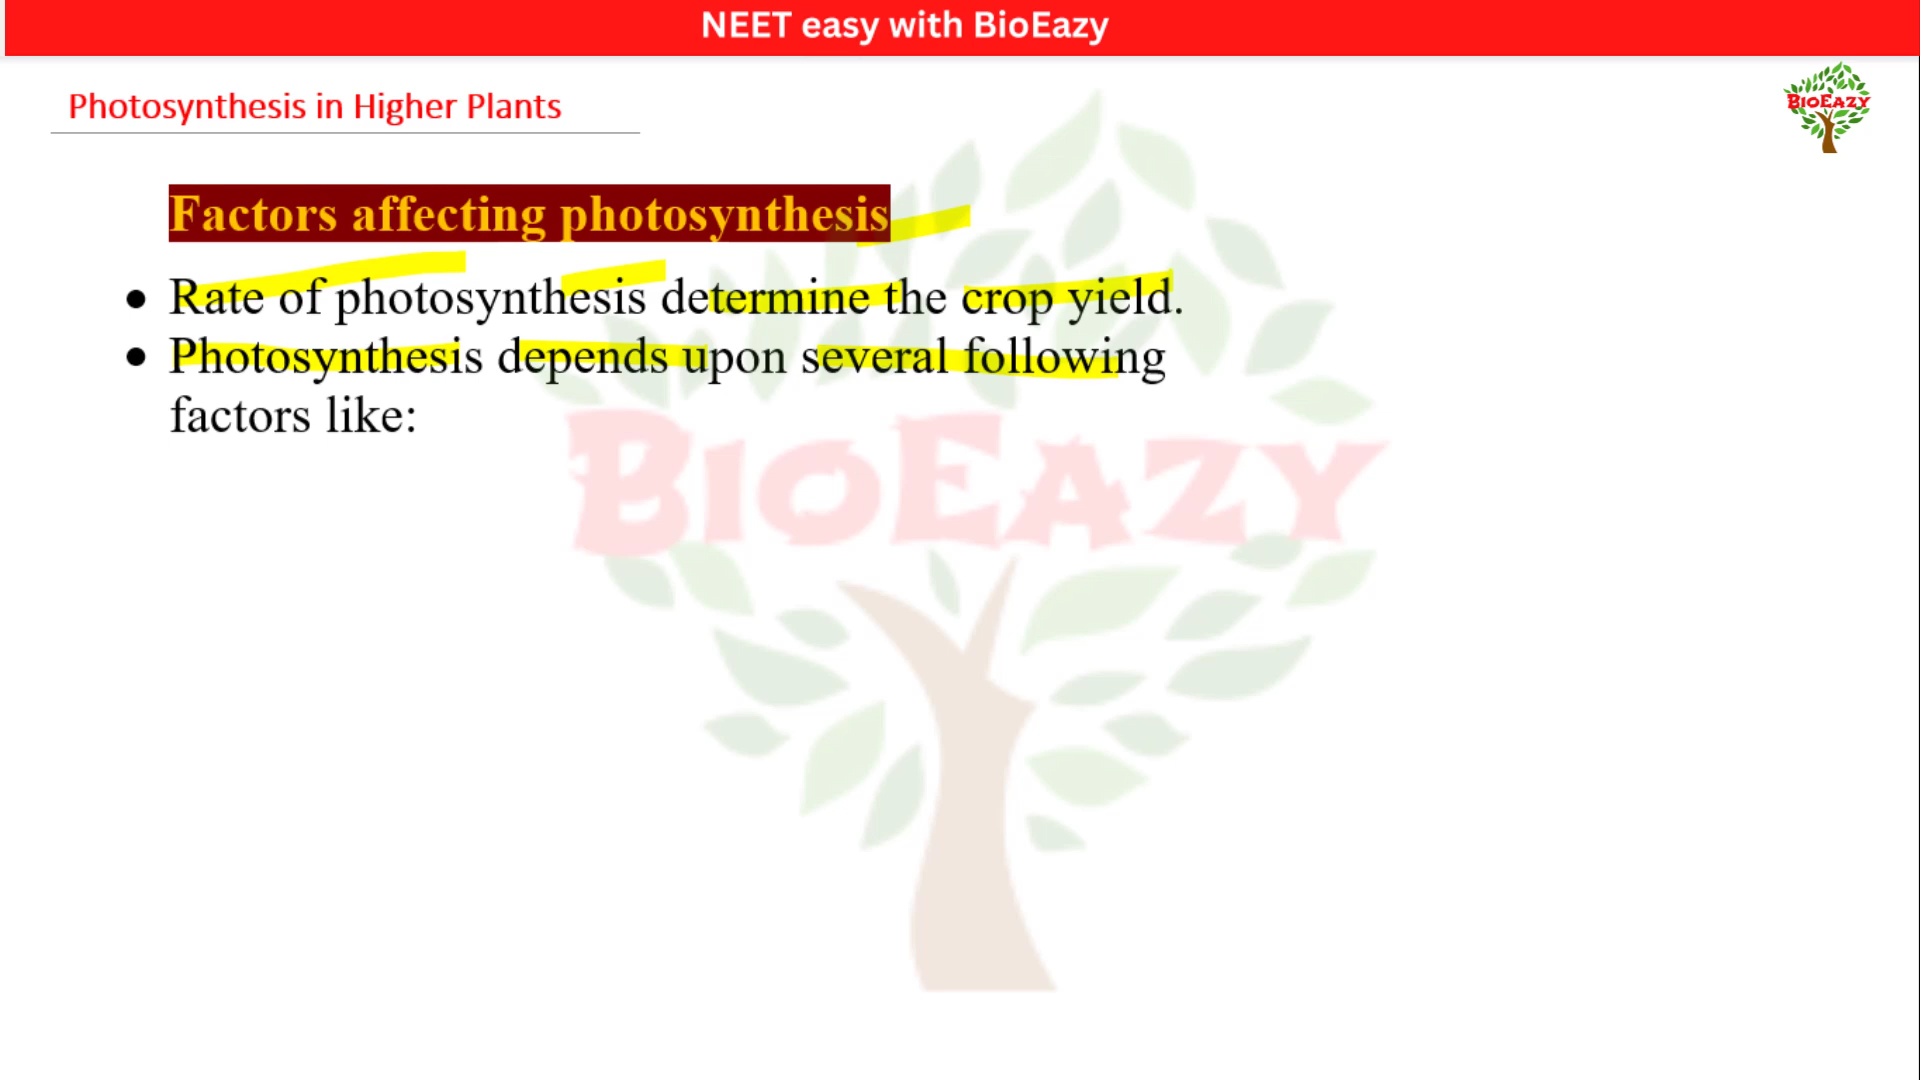 NEET easy with BioEazy
Photosynthesis in Higher Plants
BIOEAZY
Factors affecting photosynthesis
• Rate of photosynthesis determine the crop yield.
• Photosynthesis depends upon several following
factors like:
BIOEAZY